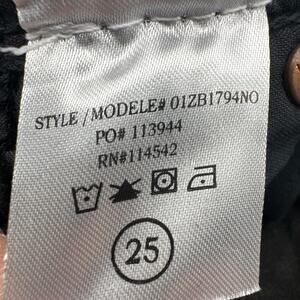 STYLE / MODELE# 01ZB1794NO
PO# 113944
RN#114542
25